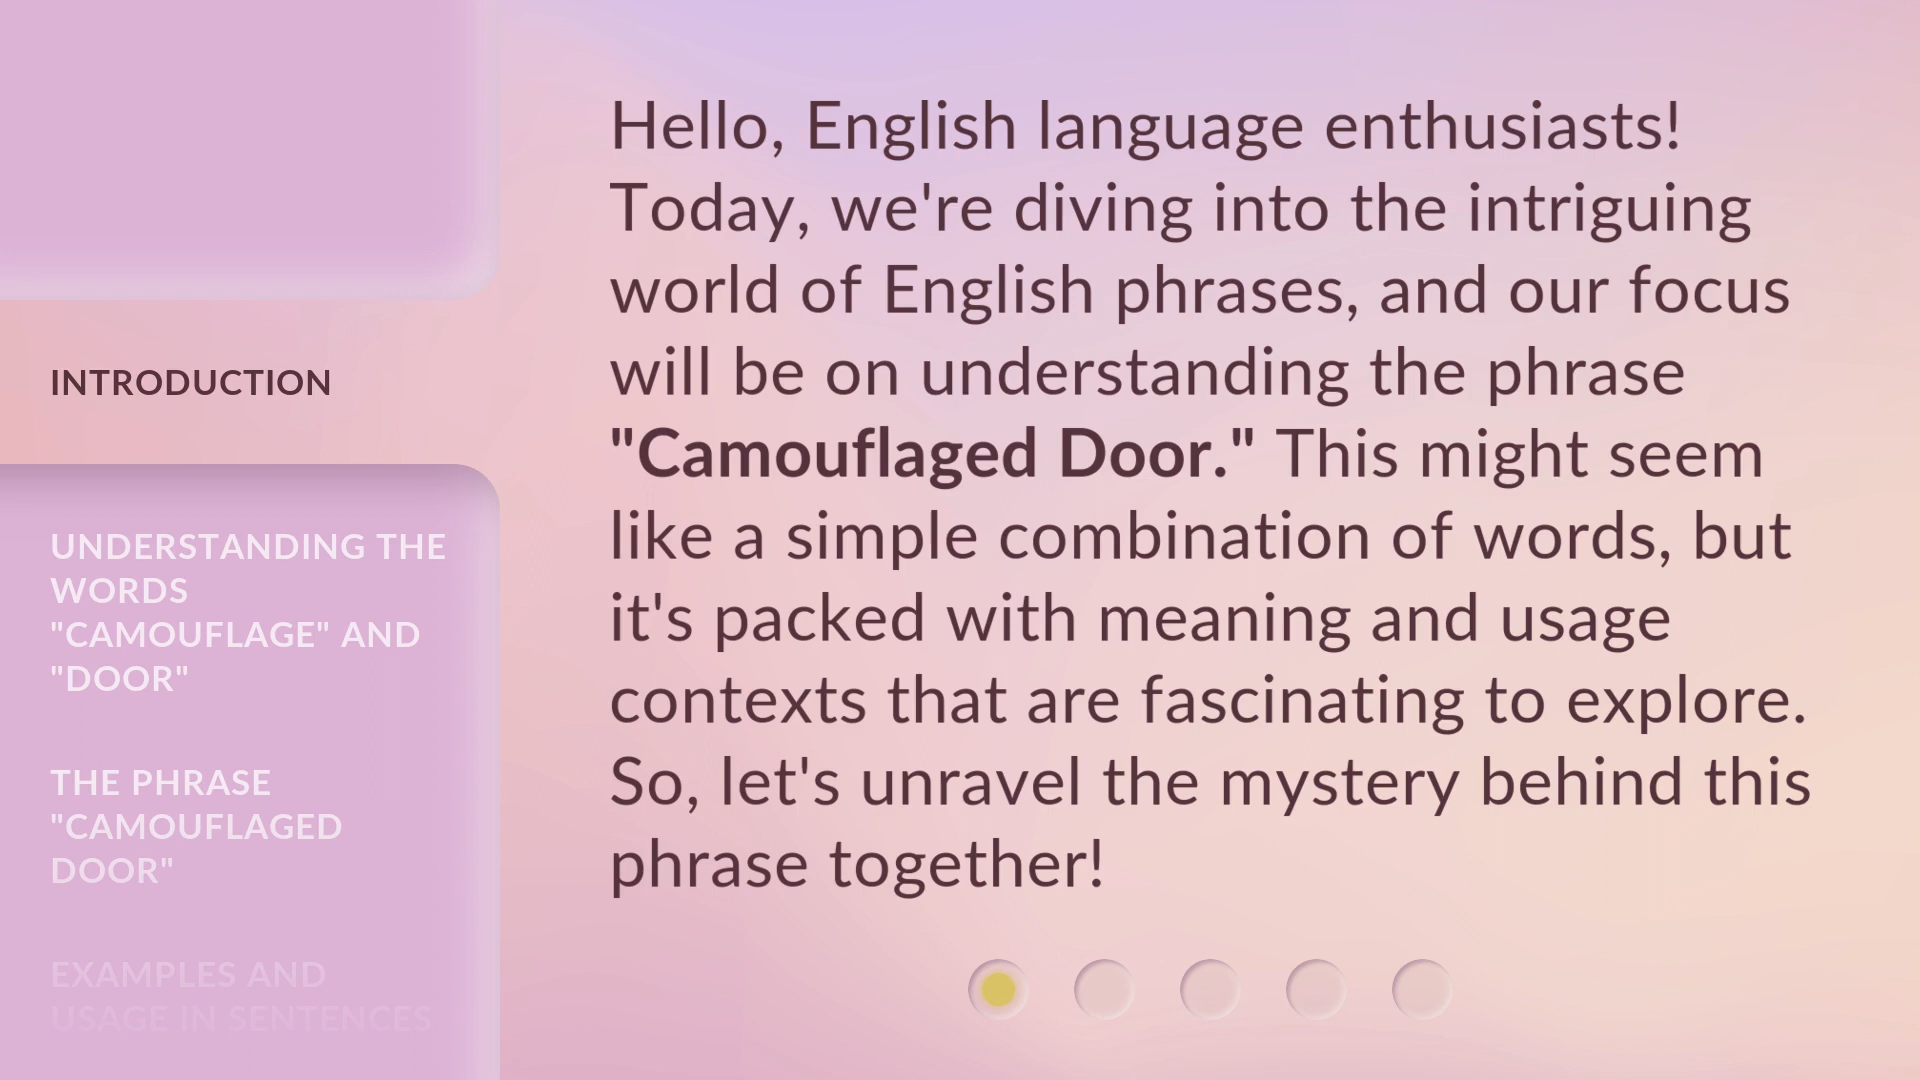 INTRODUCTION
UNDERSTANDING THE
WORDS
"CAMOUFLAGE" AND
"DOOR"
THE PHRASE
"CAMOUFLAGED
DOOR"
EXAMPLES AND
USAGE IN SENTENCES
Hello, English language enthusiasts!
Today, we're diving into the intriguing
world of English phrases, and our focus
will be on understanding the phrase
"Camouflaged Door." This might seem
like a simple combination of words, but
it's packed with meaning and usage
contexts that are fascinating to explore.
So, let's unravel the mystery behind this
phrase together!